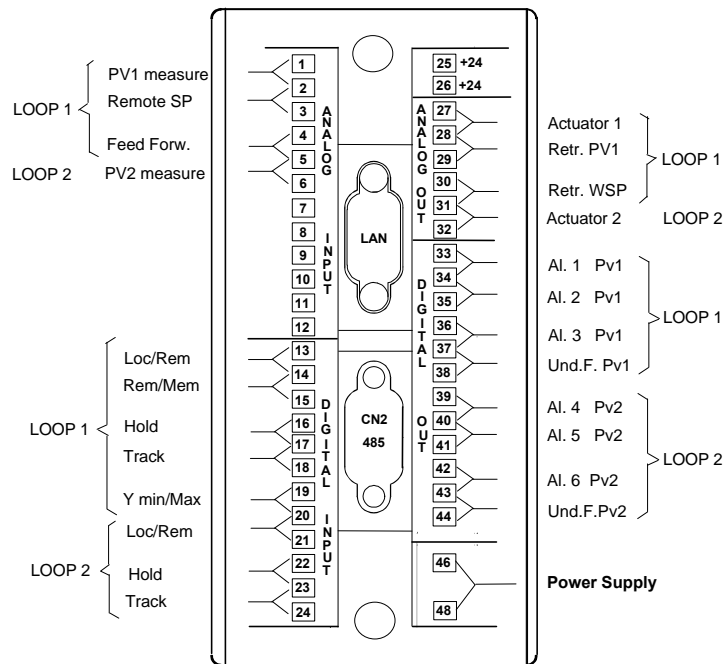 LOOP 1
PV1 measure
Remote SP
Feed Forw.
LOOP 2
PV2 measure
LOOP 1
Loc/Rem
Rem/Mem
Hold
Track
Y min/Max
LOOP 2
Loc/Rem
Hold
Track
1
2
3
4
5
6
7
8
9
10
11
12
ANALOG INPUT
13
14
15
16
17
18
19
20
21
22
23
24
DIGITAL INPUT
LAN
CN2
485
25 +24
26 +24
27
28
29
30
31
32
ANALOG OUT
33
34
35
36
37
38
39
40
41
42
43
44
DIGITAL OUT
46
48
Actuator 1
Retr. PV1
Retr. WSP
LOOP 1
Actuator 2
LOOP 2
Al. 1 Pv1
Al. 2 Pv1
Al. 3 Pv1
Und.F. Pv1
LOOP 1
Al. 4 Pv2
Al. 5 Pv2
Al. 6 Pv2
Und.F.Pv2
LOOP 2
Power Supply